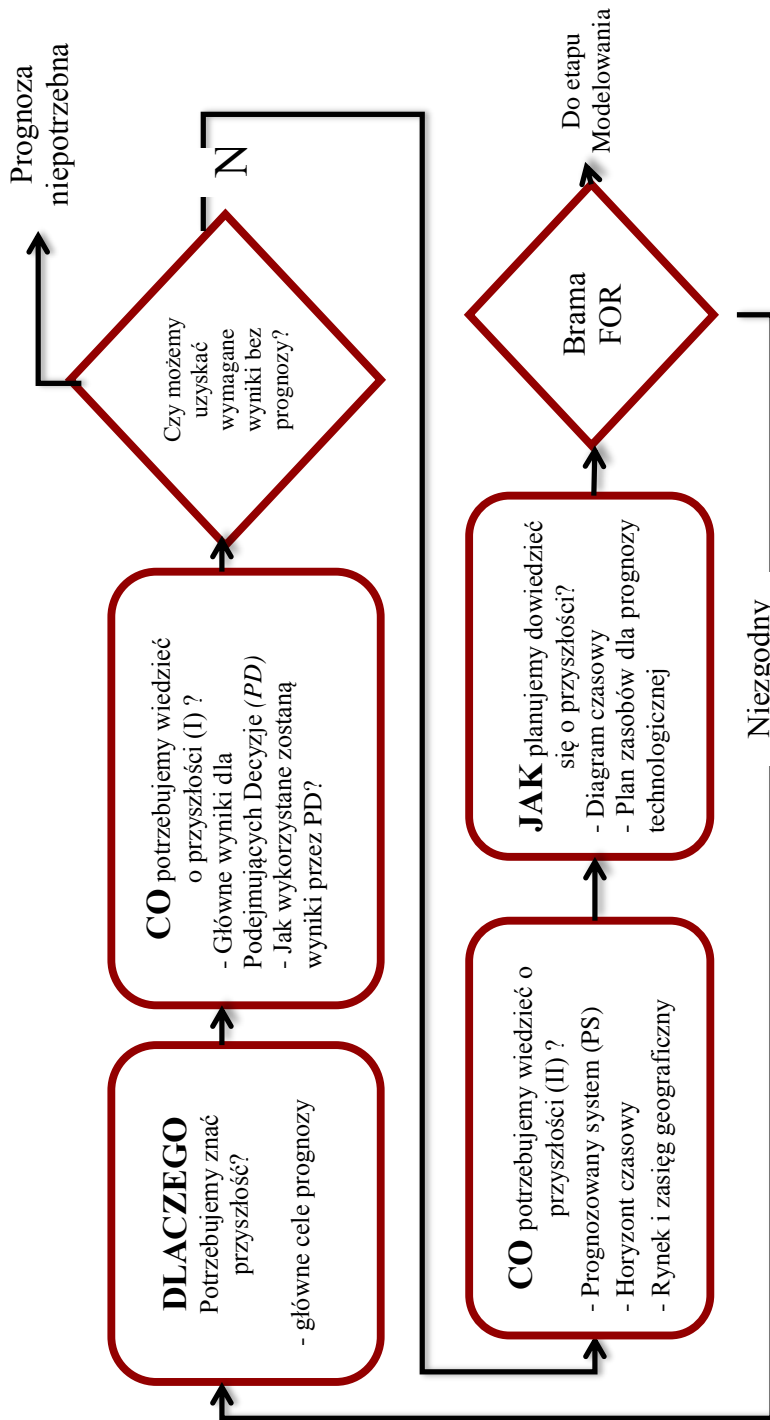 DLACZEGO
Potrzebujemy znać
przyszłość?
- główne cele prognozy
CO potrzebujemy wiedzieć
o przyszłości (I) ?
- Główne wyniki dla
Podejmujących Decyzje (PD)
- Jak wykorzystane zostaną
wyniki przez PD?
Czy możemy
uzyskać
wymagane
wyniki bez
prognozy?
Prognoza
niepotrzebna
N
CO potrzebujemy wiedzieć o
przyszłości (II) ?
- Prognozowany system (PS)
- Horyzont czasowy
- Rynek i zasięg geograficzny
JAK planujemy dowiedzieć
się o przyszłości?
- Diagram czasowy
- Plan zasobów dla prognozy
technologicznej
Brama
FOR
Do etapu
Modelowania
Niezgodny